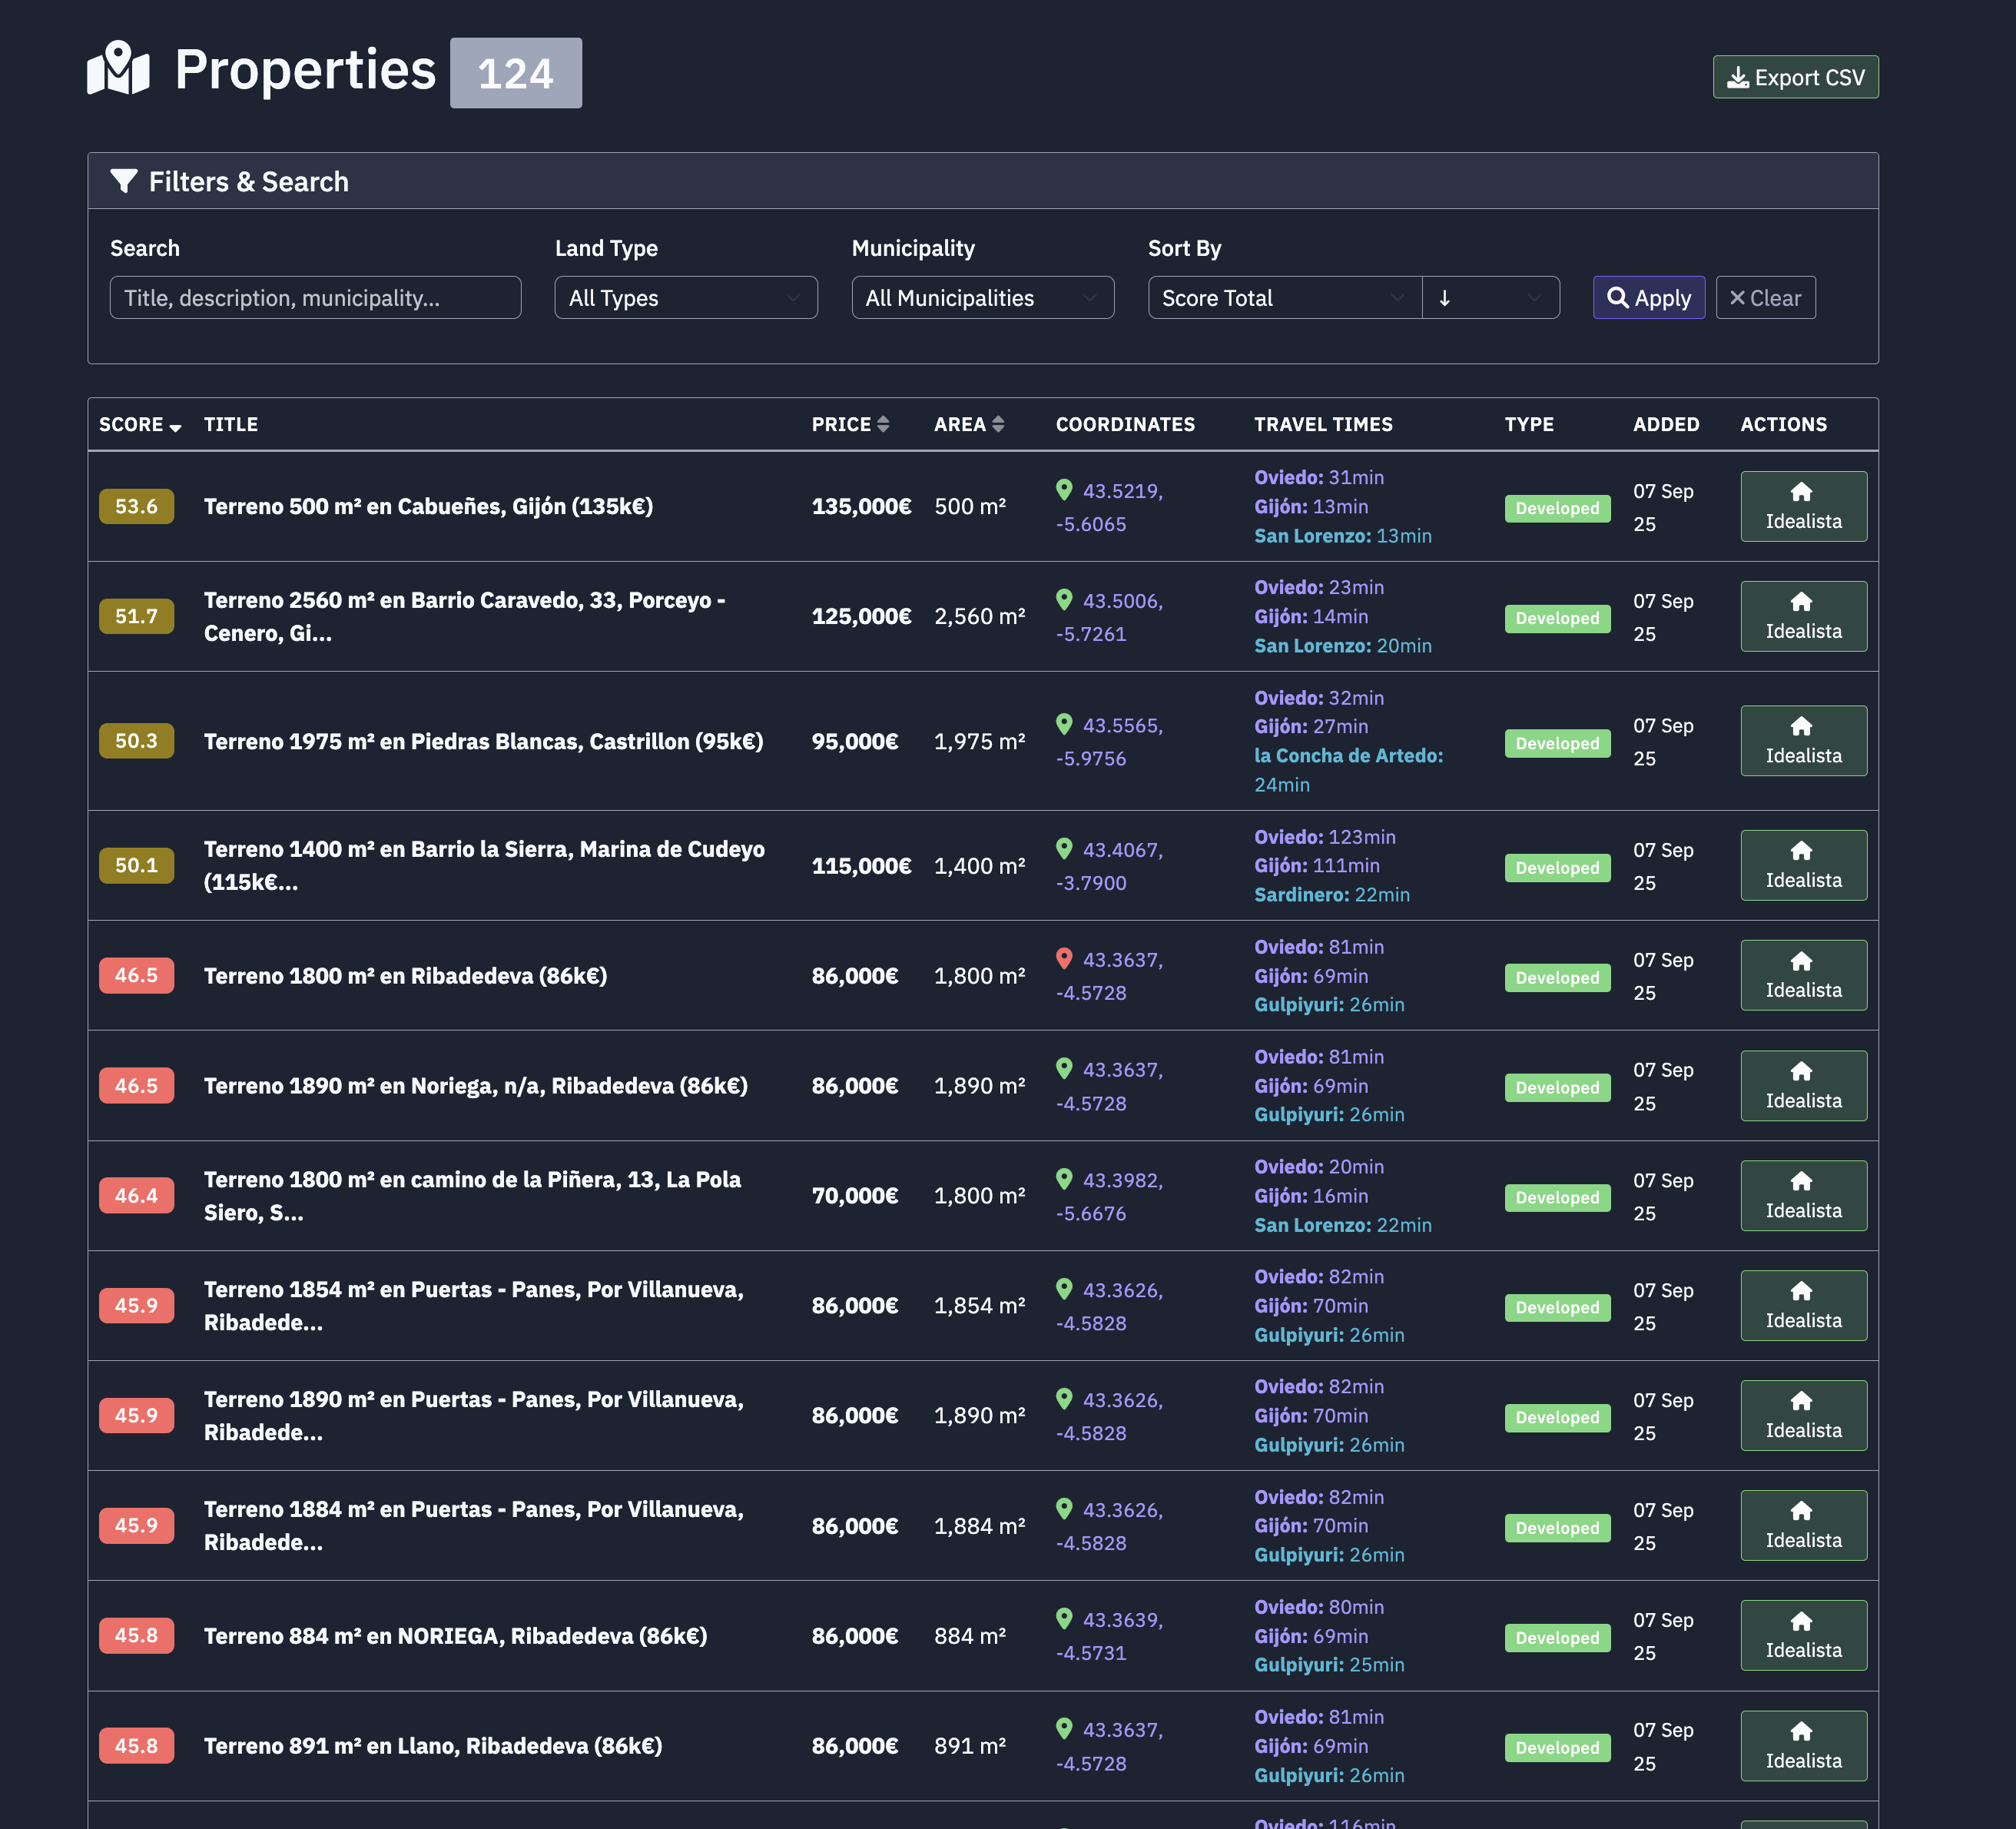 Properties 124
Export CSV
Filters & Search
Search
Land Type
Municipality
Sort By
Title, description, municipality...
All Types
All Municipalities
Score Total
↓
Apply
Clear
SCORE TITLE PRICE AREA COORDINATES TRAVEL TIMES TYPE ADDED ACTIONS
53.6
Terreno 500 m² en Cabueñes, Gijón (135k€)
135,000€
500 m²
43.5219,
-5.6065
Oviedo: 31min
Gijón: 13min
San Lorenzo: 13min
Developed
07 Sep
25
Idealista
51.7
Terreno 2560 m² en Barrio Caravedo, 33, Porceyo -
Cenero, Gi...
125,000€
2,560 m²
43.5006,
-5.7261
Oviedo: 23min
Gijón: 14min
San Lorenzo: 20min
Developed
07 Sep
25
Idealista
50.3
Terreno 1975 m² en Piedras Blancas, Castrillon (95k€)
95,000€
1,975 m²
43.5565,
-5.9756
Oviedo: 32min
Gijón: 27min
la Concha de Artedo:
24min
Developed
07 Sep
25
Idealista
50.1
Terreno 1400 m² en Barrio la Sierra, Marina de Cudeyo
(115k€...
115,000€
1,400 m²
43.4067,
-3.7900
Oviedo: 123min
Gijón: 111min
Sardinero: 22min
Developed
07 Sep
25
Idealista
46.5
Terreno 1800 m² en Ribadedeva (86k€)
86,000€
1,800 m²
43.3637,
-4.5728
Oviedo: 81min
Gijón: 69min
Gulpiyuri: 26min
Developed
07 Sep
25
Idealista
46.5
Terreno 1890 m² en Noriega, n/a, Ribadedeva (86k€)
86,000€
1,890 m²
43.3637,
-4.5728
Oviedo: 81min
Gijón: 69min
Gulpiyuri: 26min
Developed
07 Sep
25
Idealista
46.4
Terreno 1800 m² en camino de la Piñera, 13, La Pola
Siero, S...
70,000€
1,800 m²
43.3982,
-5.6676
Oviedo: 20min
Gijón: 16min
San Lorenzo: 22min
Developed
07 Sep
25
Idealista
45.9
Terreno 1854 m² en Puertas - Panes, Por Villanueva,
Ribadede...
86,000€
1,854 m²
43.3626,
-4.5828
Oviedo: 82min
Gijón: 70min
Gulpiyuri: 26min
Developed
07 Sep
25
Idealista
45.9
Terreno 1890 m² en Puertas - Panes, Por Villanueva,
Ribadede...
86,000€
1,890 m²
43.3626,
-4.5828
Oviedo: 82min
Gijón: 70min
Gulpiyuri: 26min
Developed
07 Sep
25
Idealista
45.9
Terreno 1884 m² en Puertas - Panes, Por Villanueva,
Ribadede...
86,000€
1,884 m²
43.3626,
-4.5828
Oviedo: 82min
Gijón: 70min
Gulpiyuri: 26min
Developed
07 Sep
25
Idealista
45.8
Terreno 884 m² en NORIEGA, Ribadedeva (86k€)
86,000€
884 m²
43.3639,
-4.5731
Oviedo: 80min
Gijón: 69min
Gulpiyuri: 25min
Developed
07 Sep
25
Idealista
45.8
Terreno 891 m² en Llano, Ribadedeva (86k€)
86,000€
891 m²
43.3637,
-4.5728
Oviedo: 81min
Gijón: 69min
Gulpiyuri: 26min
Developed
07 Sep
25
Idealista
Oviedo: 116min